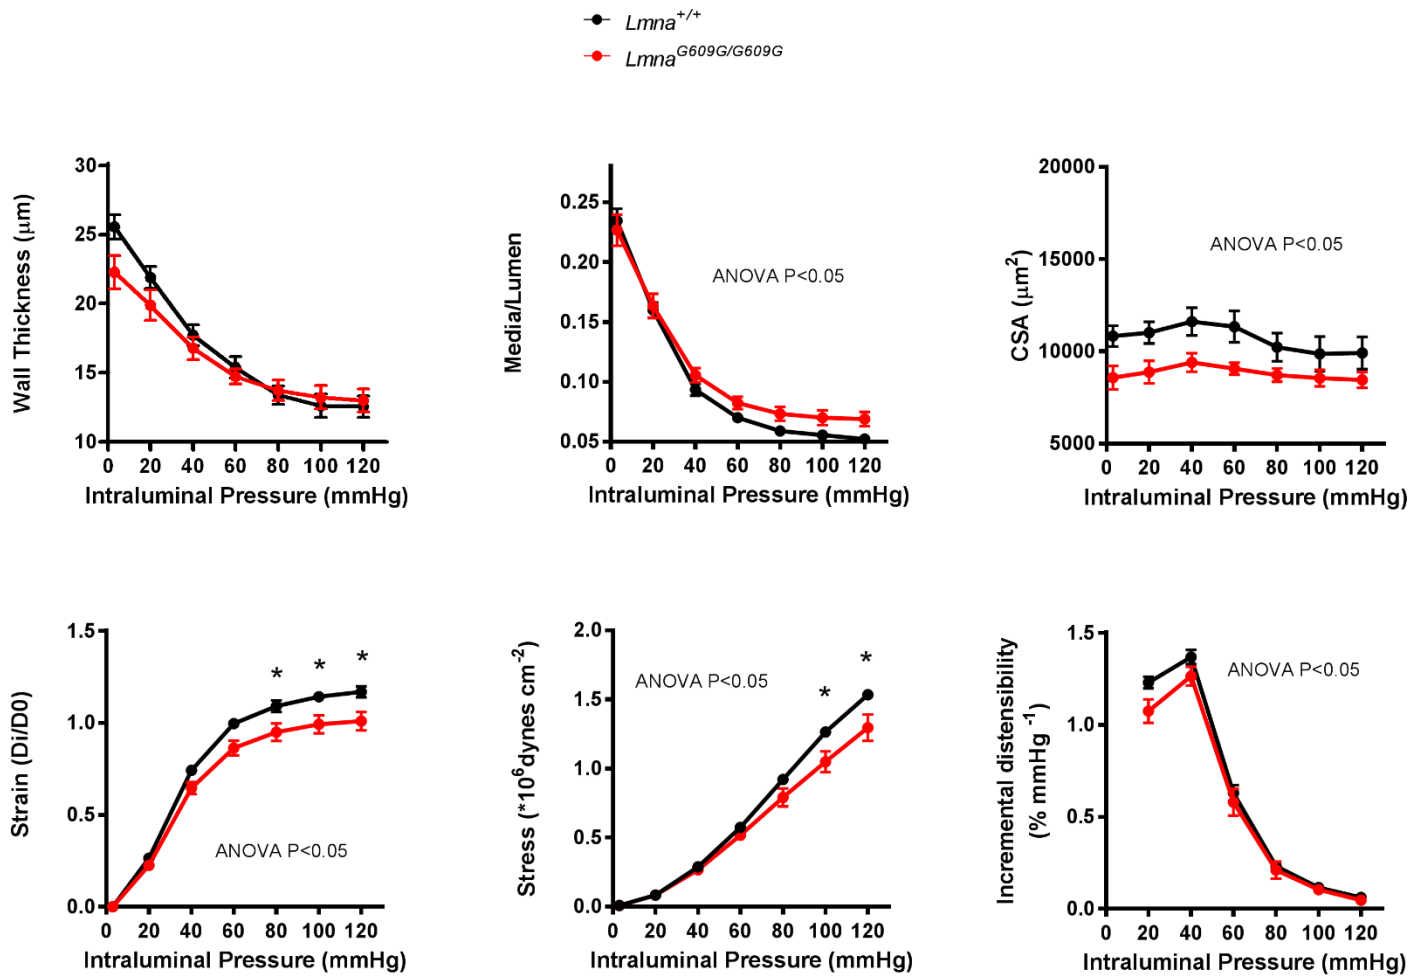 Lmna+/+
LmnaG609G/G609G
Wall Thickness (μm)
30
25
20
15
10
0 20 40 60 80 100 120
Intraluminal Pressure (mmHg)
Media/Lumen
0.25
0.20
0.15
0.10
0.05
ANOVA P<0.05
0 20 40 60 80 100 120
Intraluminal Pressure (mmHg)
CSA (μm2)
20000
15000
10000
5000
ANOVA P<0.05
0 20 40 60 80 100 120
Intraluminal Pressure (mmHg)
Strain (Di/D0)
1.5
1.0
0.5
0.0
* * *
ANOVA P<0.05
0 20 40 60 80 100 120
Intraluminal Pressure (mmHg)
Stress (*106dynes cm-2)
2.0
1.5
1.0
0.5
0.0
ANOVA P<0.05
* *
0 20 40 60 80 100 120
Intraluminal Pressure (mmHg)
Incremental distensibility
(% mmHg-1)
1.5
1.0
0.5
0.0
ANOVA P<0.05
0 20 40 60 80 100 120
Intraluminal Pressure (mmHg)